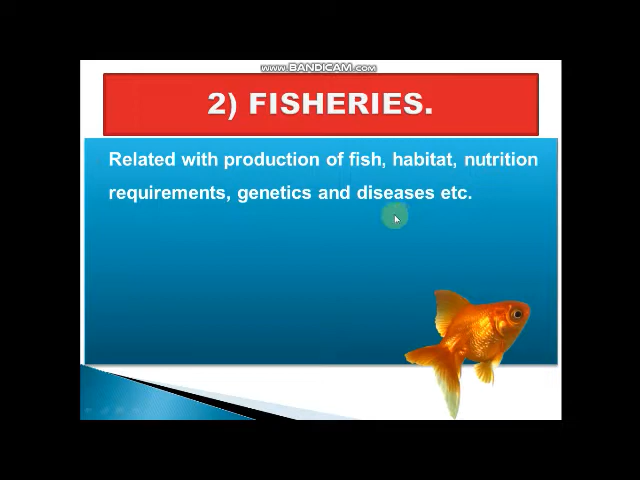 www.BANDICAM.com
2) FISHERIES.
Related with production of fish, habitat, nutrition
requirements, genetics and diseases etc.